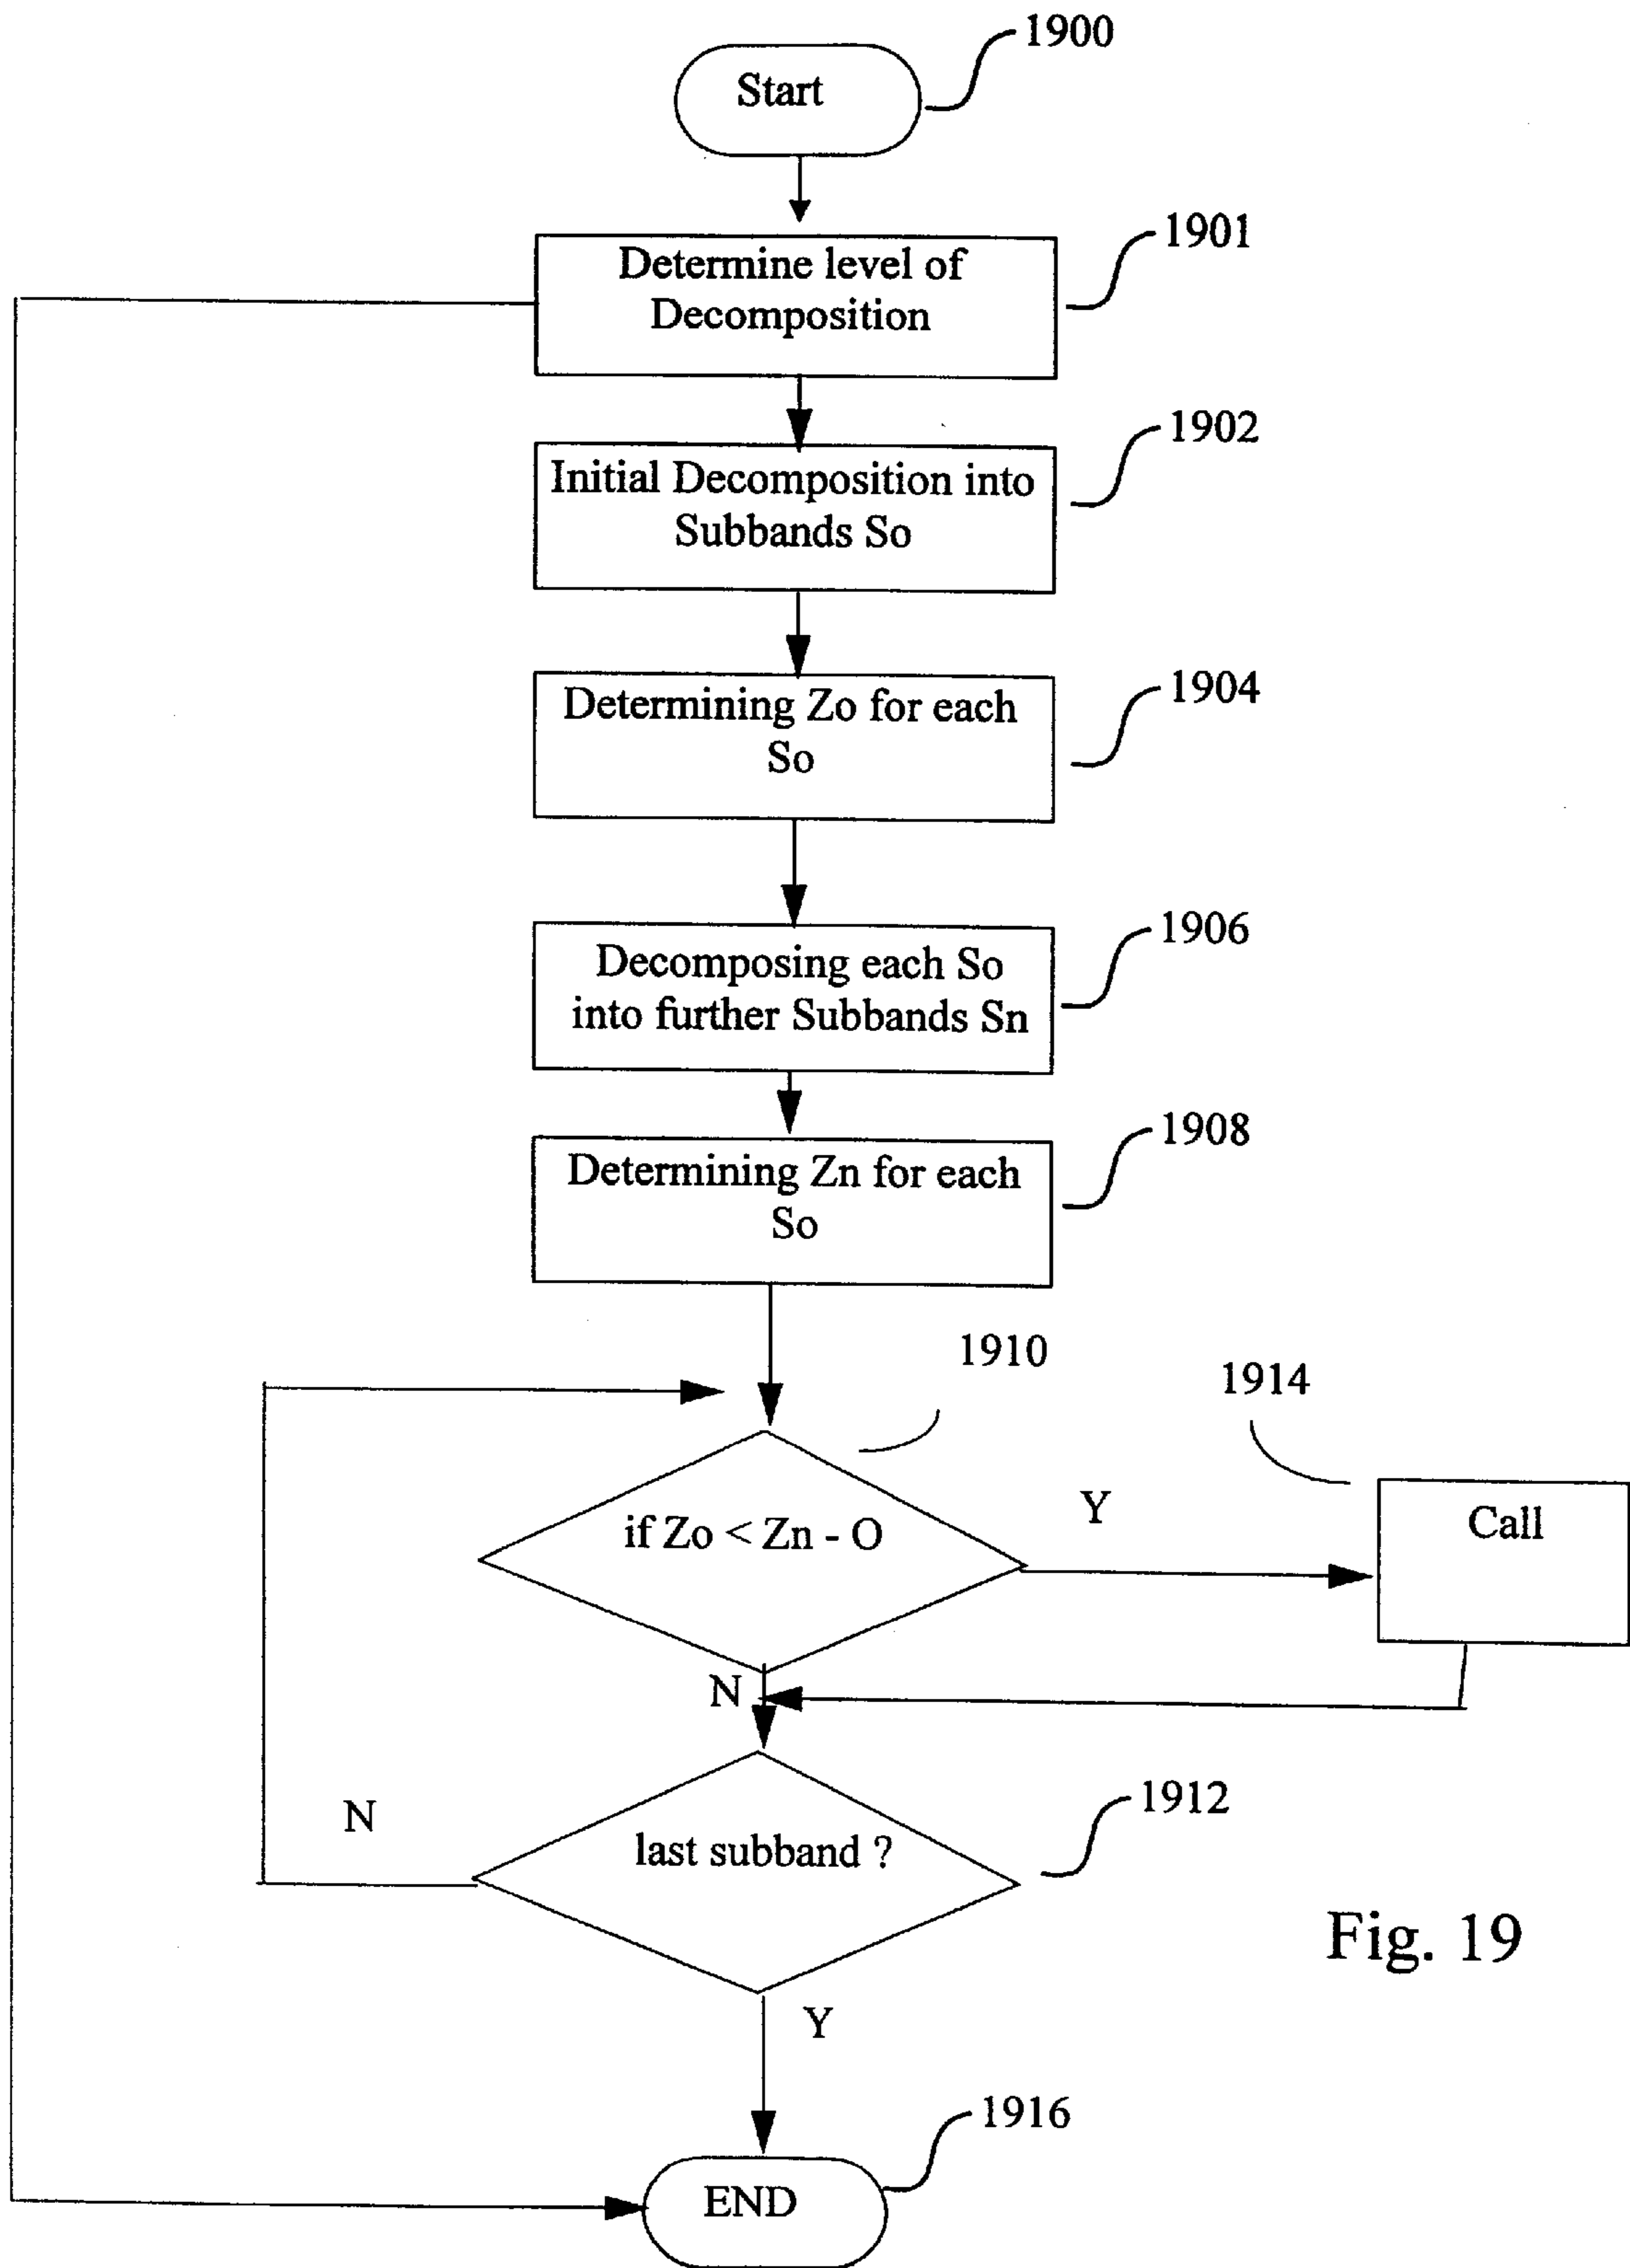 1900
Start
1901
Determine level of
Decomposition
1902
Initial Decomposition into
Subbands So
1904
Determining Zo for each
So
1906
Decomposing each So
into further Subbands Sn
1908
Determining Zn for each
So
1910
1914
if Zo < Zn - O
Y
Call
N
1912
N
last subband ?
Fig. 19
Y
1916
END